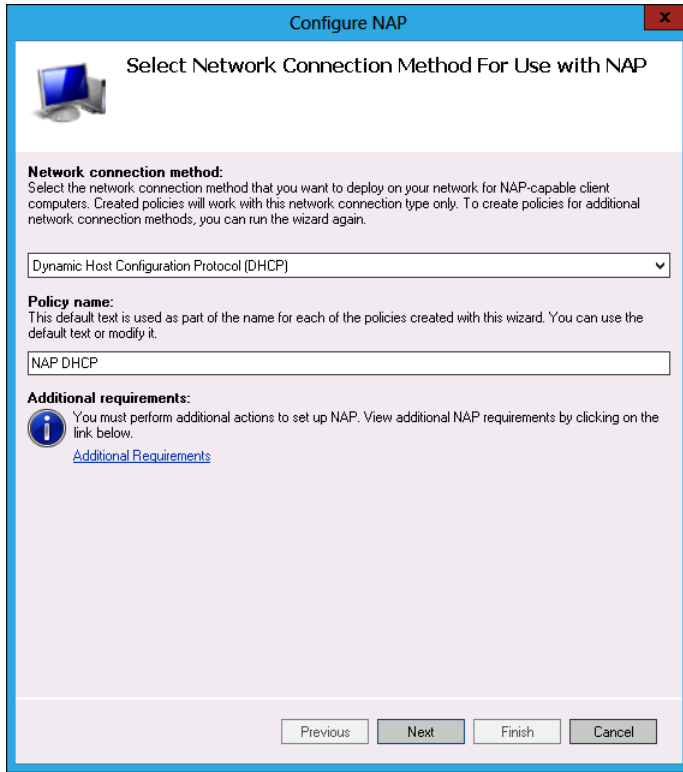 Configure NAP
x
Select Network Connection Method For Use with NAP
Network connection method:
Select the network connection method that you want to deploy on your network for NAP-capable client
computers. Created policies will work with this network connection type only. To create policies for additional
network connection methods, you can run the wizard again.
Dynamic Host Configuration Protocol (DHCP)
Policy name:
This default text is used as part of the name for each of the policies created with this wizard. You can use the
default text or modify it.
NAP DHCP
Additional requirements:
You must perform additional actions to set up NAP. View additional NAP requirements by clicking on the
link below.
Additional Requirements
Previous Next Finish Cancel